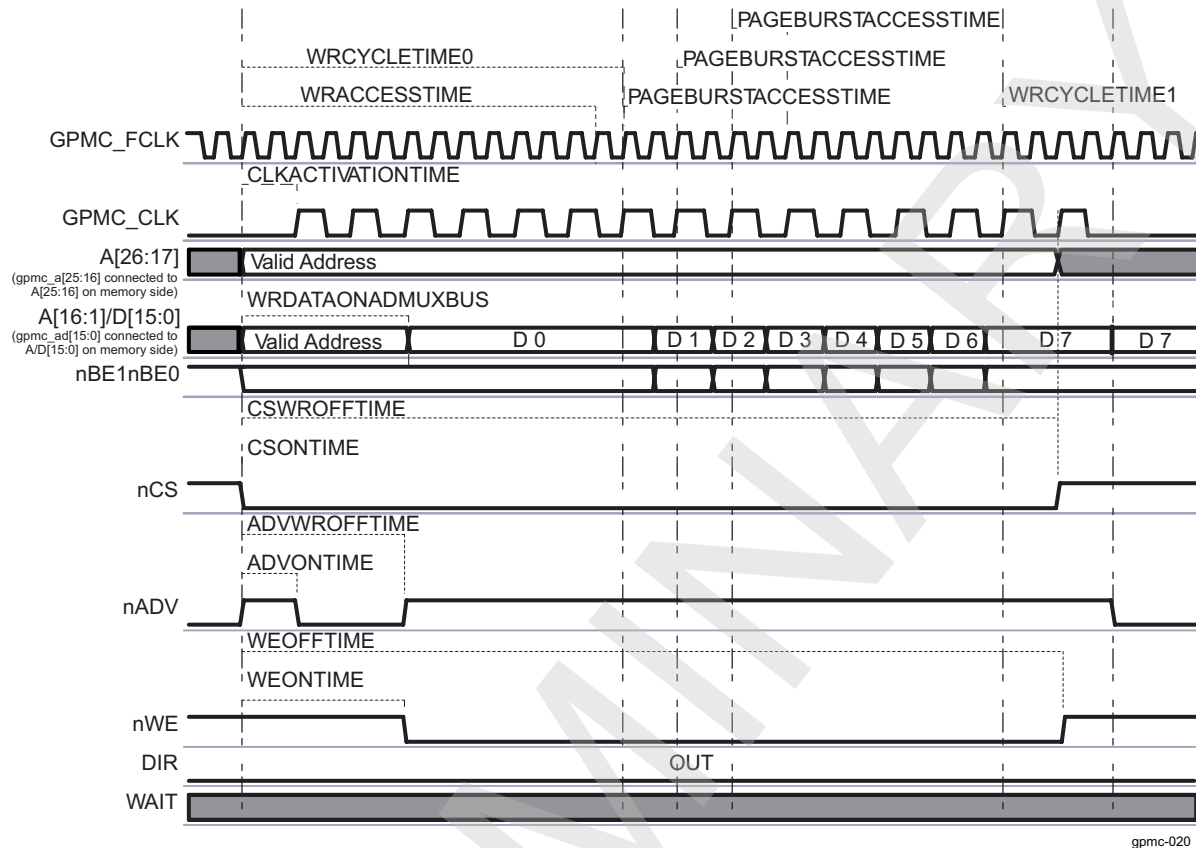 PAGEBURSTACCESSTIME
WRCYCLETIME0 PAGEBURSTACCESSTIME
WRACCESSTIME PAGEBURSTACCESSTIME WRCYCLETIME1
GPMC_FCLK
CLKACTIVATIONTIME
GPMC_CLK
A[26:17] Valid Address
(gpmc_a[25:16] connected to
A[25:16] on memory side)
WRDATAONADMUXBUS
A[16:1]/D[15:0]
(gpmc_ad[15:0] connected to
A/D[15:0] on memory side)
Valid Address D 0 D 1 D 2 D 3 D 4 D 5 D 6 D 7 D 7
nBE1nBE0
CSWROFFTIME
CSONTIME
nCS
ADVWROFFTIME
ADVONTIME
nADV
WEOFFTIME
WEONTIME
nWE
DIR OUT
WAIT
gpmc-020
MINARY